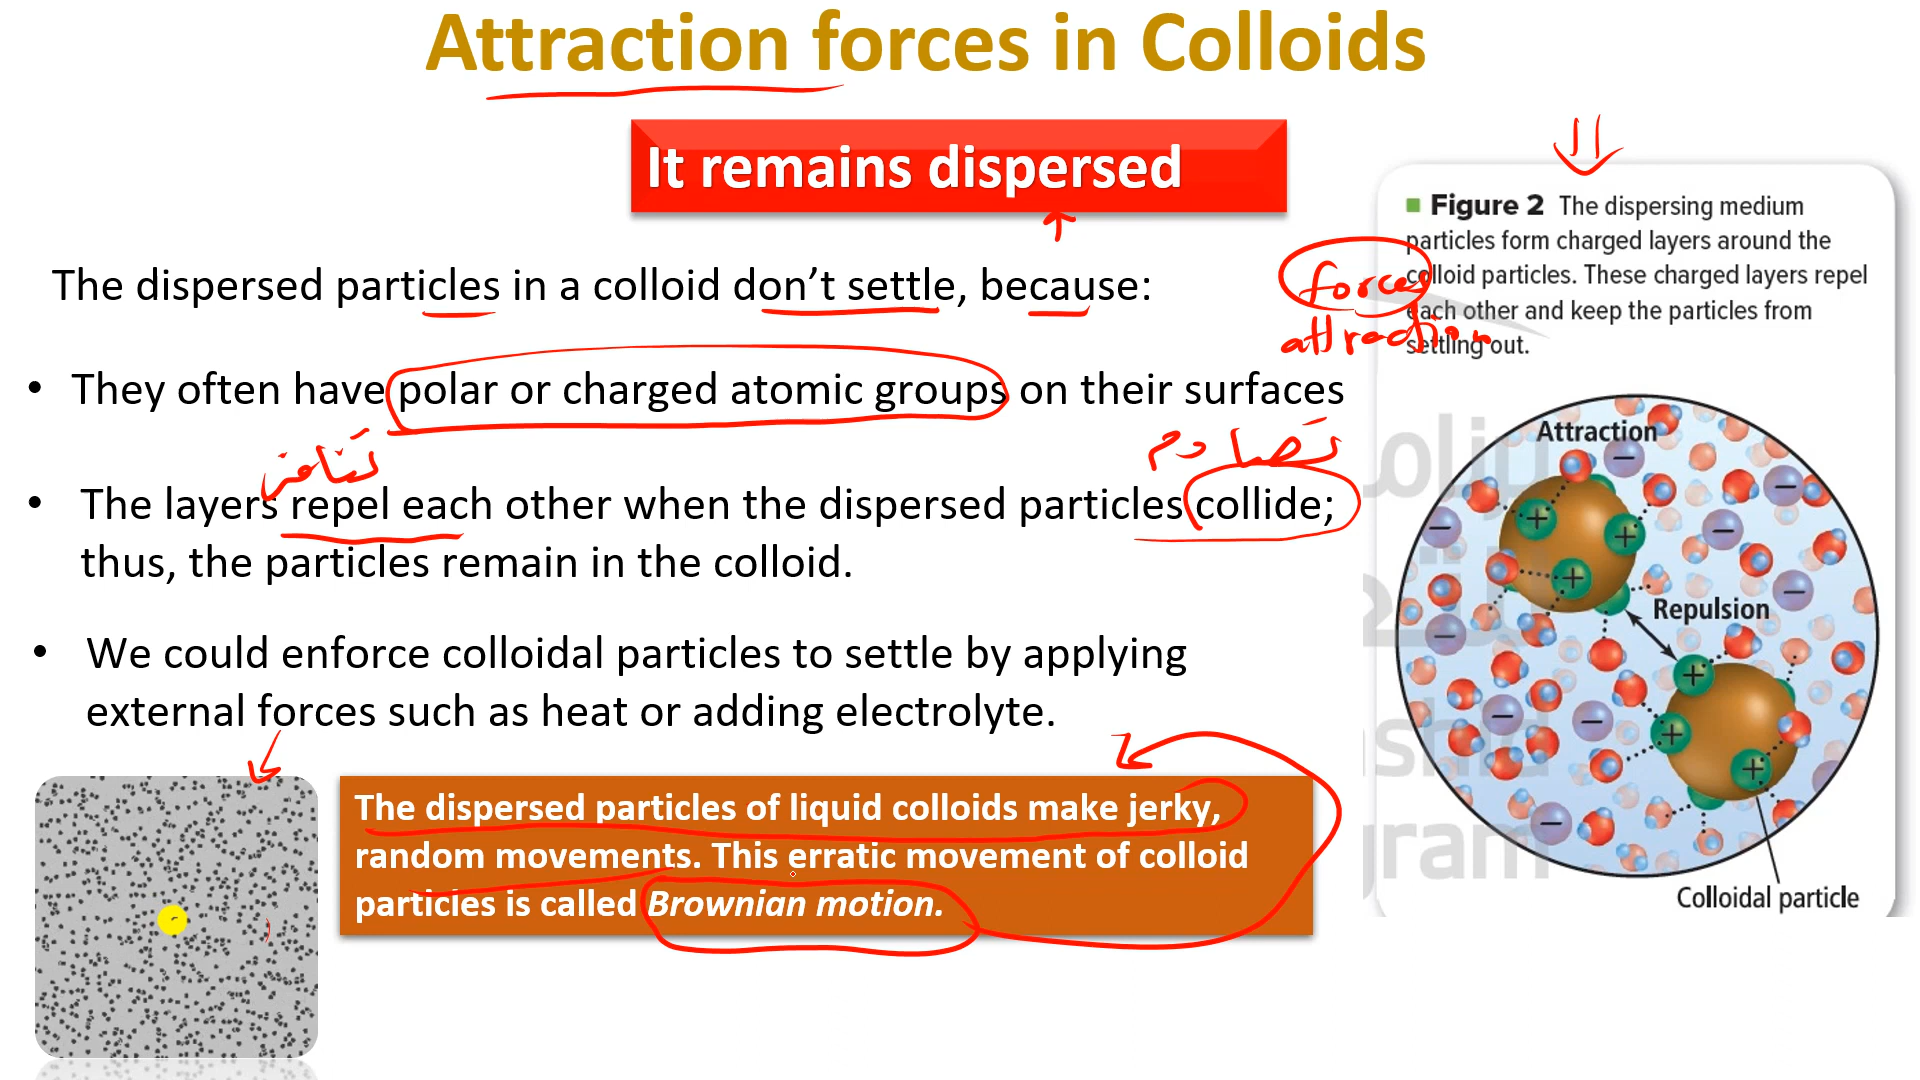 Attraction forces in Colloids
It remains dispersed
The dispersed particles in a colloid don’t settle, because:
• They often have polar or charged atomic groups on their surfaces
تنافر
تصادم
• The layers repel each other when the dispersed particles collide;
thus, the particles remain in the colloid.
• We could enforce colloidal particles to settle by applying
external forces such as heat or adding electrolyte.
The dispersed particles of liquid colloids make jerky,
random movements. This erratic movement of colloid
particles is called Brownian motion.
forces
attraction
Figure 2 The dispersing medium
particles form charged layers around the
colloid particles. These charged layers repel
each other and keep the particles from
settling out.
Attraction
Repulsion
Colloidal particle